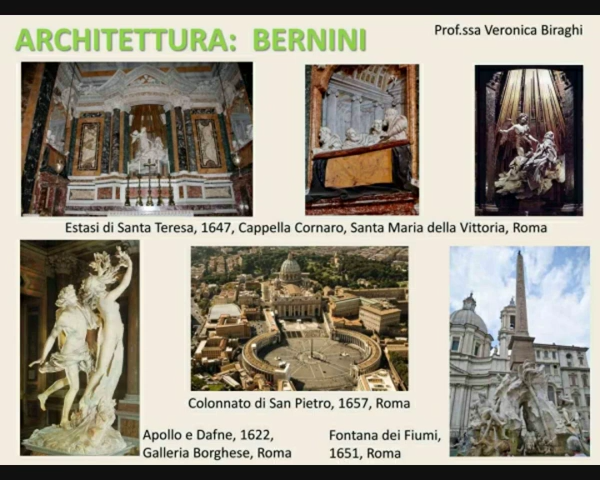 ARCHITETTURA: BERNINI
Prof.ssa Veronica Biraghi
Estasi di Santa Teresa, 1647, Cappella Cornaro, Santa Maria della Vittoria, Roma
Colonnato di San Pietro, 1657, Roma
Apollo e Dafne, 1622,
Galleria Borghese, Roma
Fontana dei Fiumi,
1651, Roma